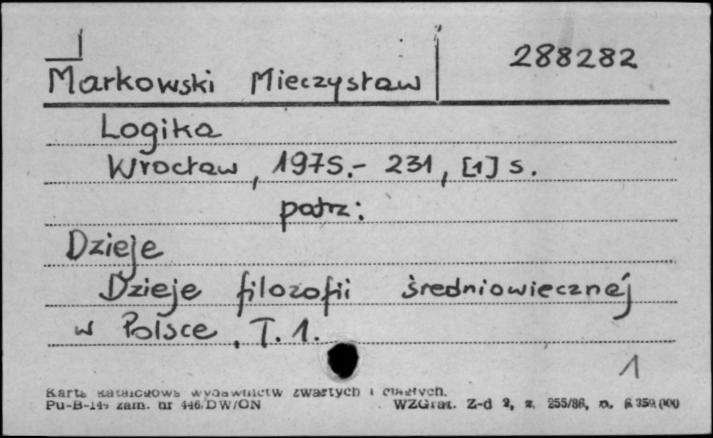 Markowski Mieczysław 288282
Logika
Wrocław, 1975.- 231, [1] s.
patrz:
Dzieje
Dzieje filozofii średniowiecznej
w Polsce. T. 1.
1
Karta katalogowa wydawnictw zwartych i ciągłych.
Pu-B-145 zam. nr 446/DW/ON WZGraf. Z-d 2, z. 255/86, n.